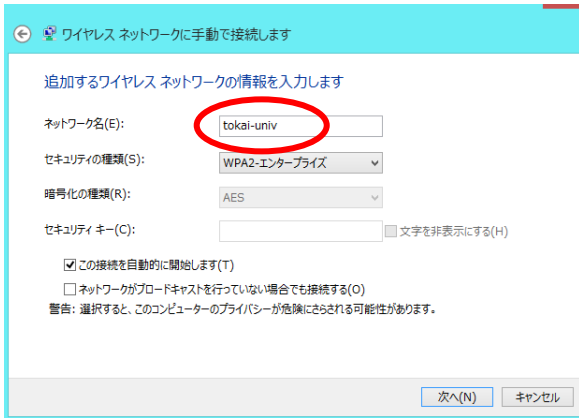 ワイヤレス ネットワークに手動で接続します
追加するワイヤレス ネットワークの情報を入力します
ネットワーク名(E): tokai-univ
セキュリティの種類(S): WPA2-エンタープライズ
暗号化の種類(R): AES
セキュリティ キー(C): 文字を非表示にする(H)
この接続を自動的に開始します(T)
ネットワークがブロードキャストを行っていない場合でも接続する(O)
警告: 選択すると、このコンピューターのプライバシーが危険にさらされる可能性があります。
次へ(N) キャンセル